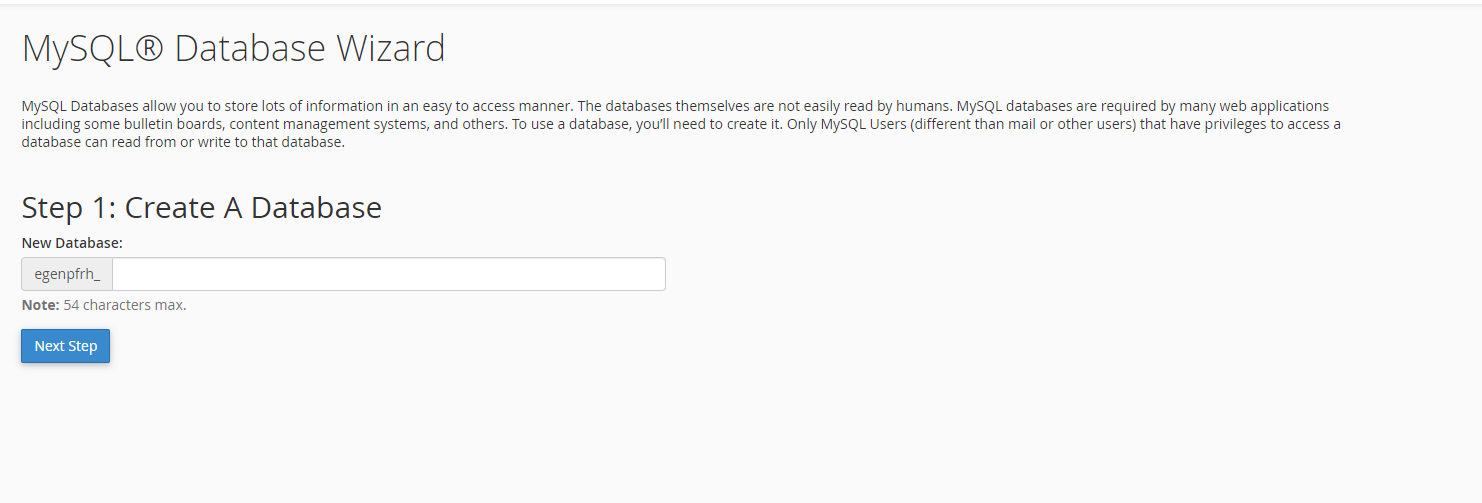 MySQL® Database Wizard
MySQL Databases allow you to store lots of information in an easy to access manner. The databases themselves are not easily read by humans. MySQL databases are required by many web applications
including some bulletin boards, content management systems, and others. To use a database, you’ll need to create it. Only MySQL Users (different than mail or other users) that have privileges to access a
database can read from or write to that database.
Step 1: Create A Database
New Database:
egenpfrh_
Note: 54 characters max.
Next Step